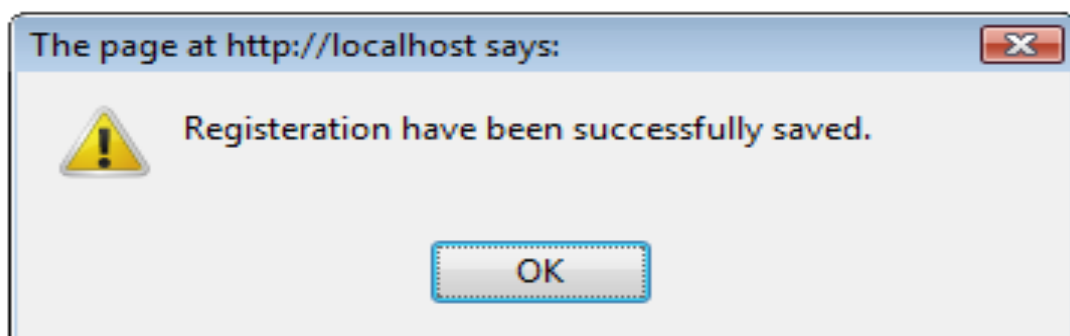 The page at http://localhost says:
Registeration have been successfully saved.
OK